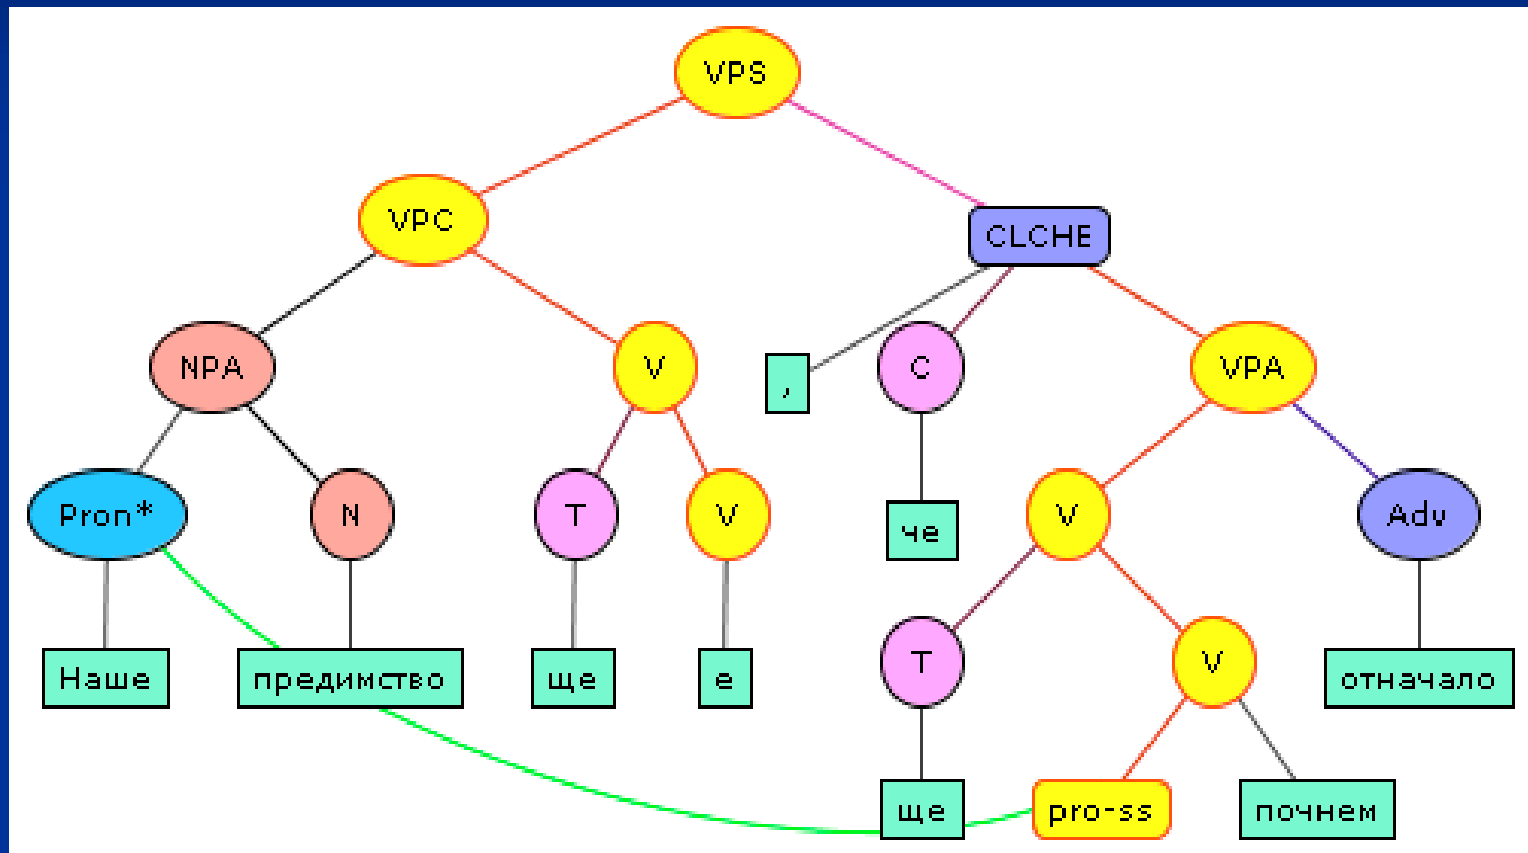 VPS
VPC
CLCHE
NPA
V
,
C
VPA
Pron*
N
T
V
че
V
Adv
Наше
предимство
ще
е
T
V
отначало
ще
pro-ss
почнем